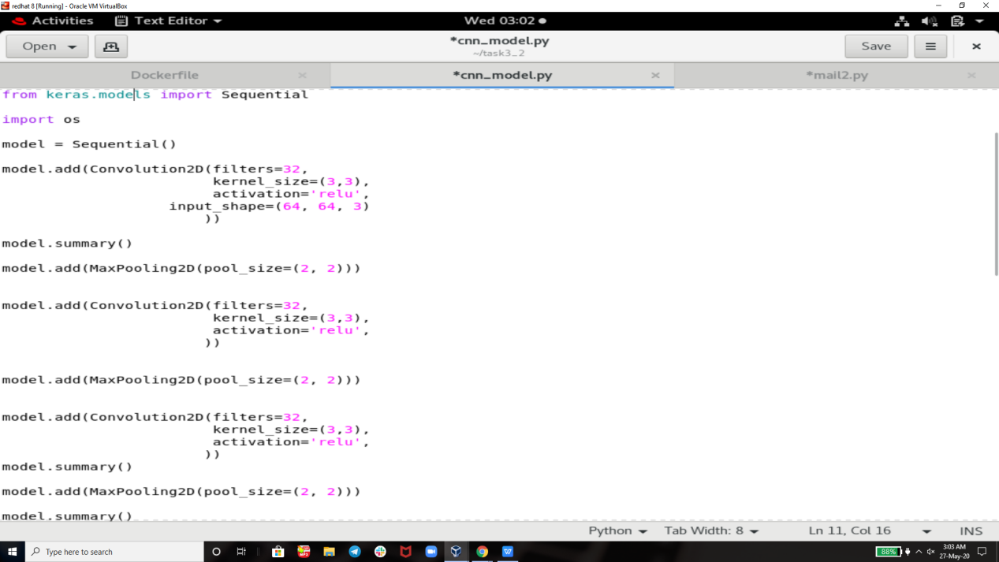 redhat 8 [Running] - Oracle VM VirtualBox
Activities Text Editor Wed 03:02
Open *cnn_model.py Save
~/task3_2
Dockerfile *cnn_model.py *mail2.py
from keras.models import Sequential
import os
model = Sequential()
model.add(Convolution2D(filters=32,
kernel_size=(3,3),
activation='relu',
input_shape=(64, 64, 3)
))
model.summary()
model.add(MaxPooling2D(pool_size=(2, 2)))
model.add(Convolution2D(filters=32,
kernel_size=(3,3),
activation='relu',
))
model.add(MaxPooling2D(pool_size=(2, 2)))
model.add(Convolution2D(filters=32,
kernel_size=(3,3),
activation='relu',
))
model.summary()
model.add(MaxPooling2D(pool_size=(2, 2)))
model.summary()
Python Tab Width: 8 Ln 11, Col 16 INS
Type here to search 88% 3:03 AM
27-May-20